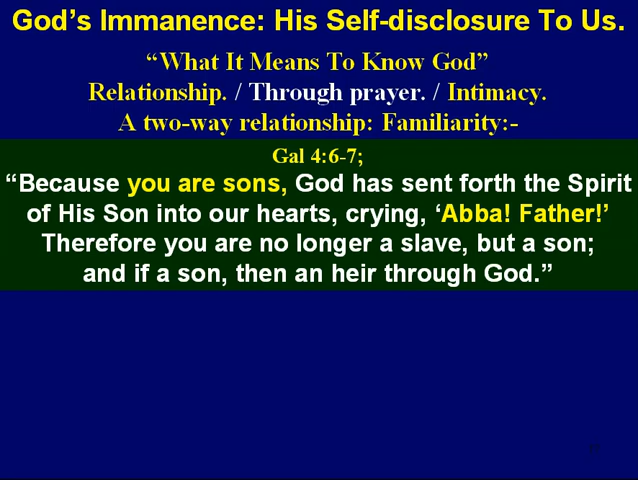 God's Immanence: His Self-disclosure To Us.
“What It Means To Know God”
Relationship. / Through prayer. / Intimacy.
A two-way relationship: Familiarity:-
Gal 4:6-7;
“Because you are sons, God has sent forth the Spirit
of His Son into our hearts, crying, ‘Abba! Father!’
Therefore you are no longer a slave, but a son;
and if a son, then an heir through God.”